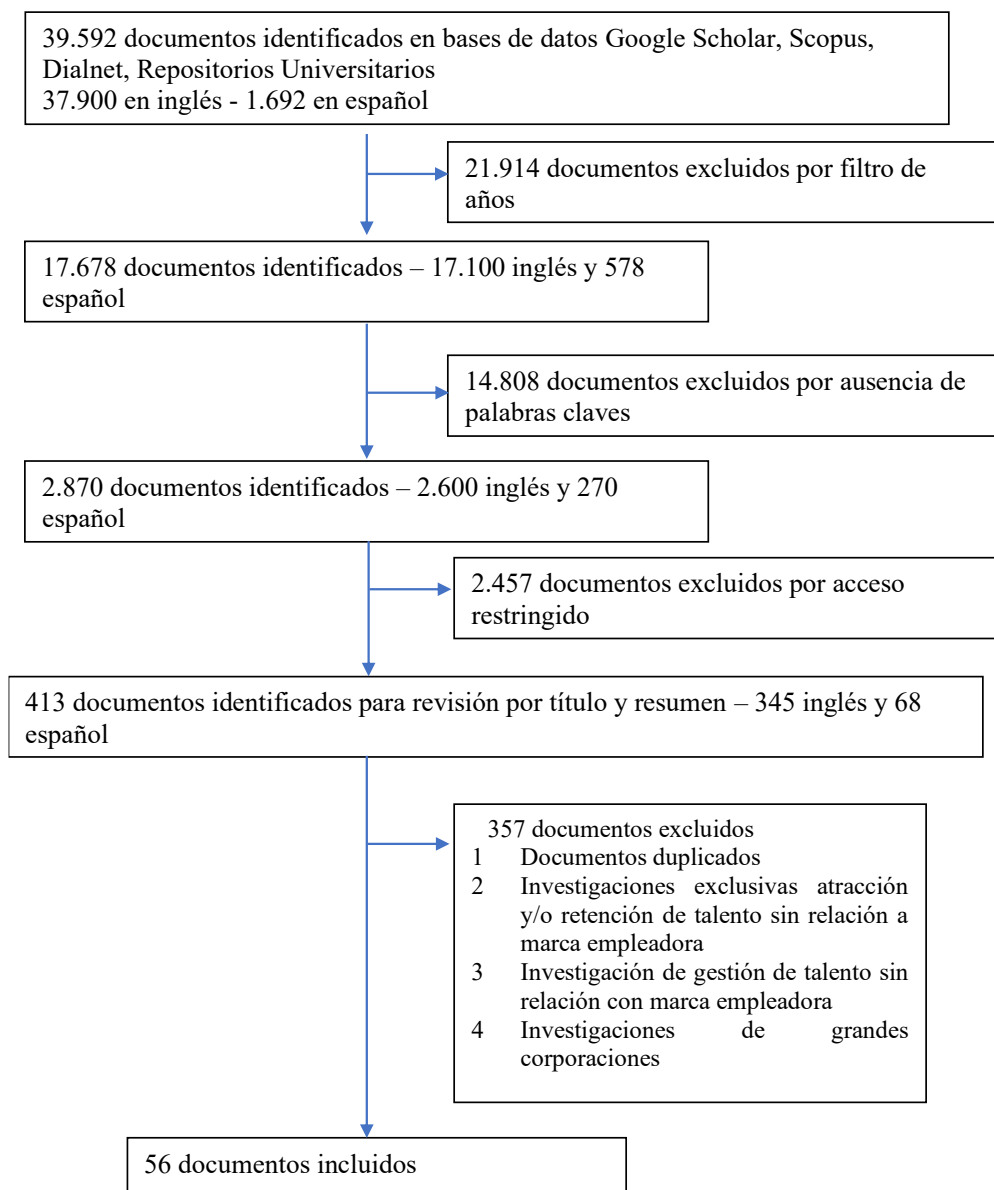 39.592 documentos identificados en bases de datos Google Scholar, Scopus,
Dialnet, Repositorios Universitarios
37.900 en inglés - 1.692 en español
21.914 documentos excluidos por filtro de
años
17.678 documentos identificados – 17.100 inglés y 578
español
14.808 documentos excluidos por ausencia de
palabras claves
2.870 documentos identificados – 2.600 inglés y 270
español
2.457 documentos excluidos por acceso
restringido
413 documentos identificados para revisión por título y resumen – 345 inglés y 68
español
357 documentos excluidos
1 Documentos duplicados
2 Investigaciones exclusivas atracción
y/o retención de talento sin relación a
marca empleadora
3 Investigación de gestión de talento sin
relación con marca empleadora
4 Investigaciones de grandes
corporaciones
56 documentos incluidos